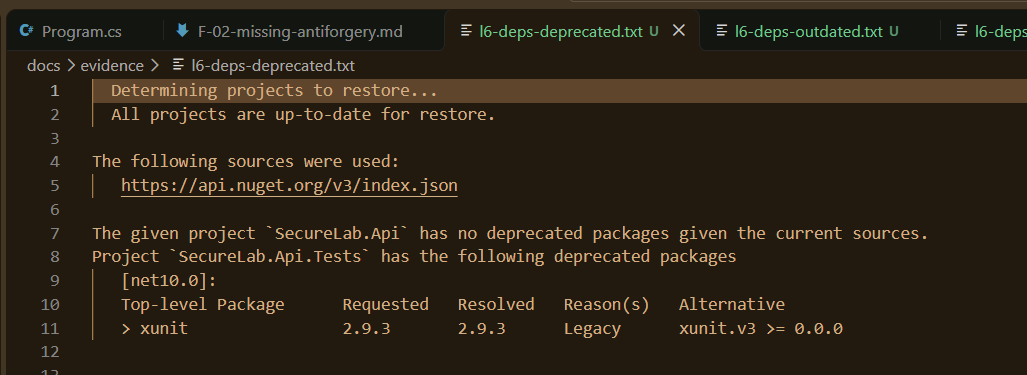 Program.cs
F-02-missing-antiforgery.md
l6-deps-deprecated.txt U
l6-deps-outdated.txt U
l6-deps
docs > evidence > l6-deps-deprecated.txt
1 Determining projects to restore...
2 All projects are up-to-date for restore.
3
4 The following sources were used:
5 https://api.nuget.org/v3/index.json
6
7 The given project `SecureLab.Api` has no deprecated packages given the current sources.
8 Project `SecureLab.Api.Tests` has the following deprecated packages
9 [net10.0]:
10 Top-level Package Requested Resolved Reason(s) Alternative
11 > xunit 2.9.3 2.9.3 Legacy xunit.v3 >= 0.0.0
12